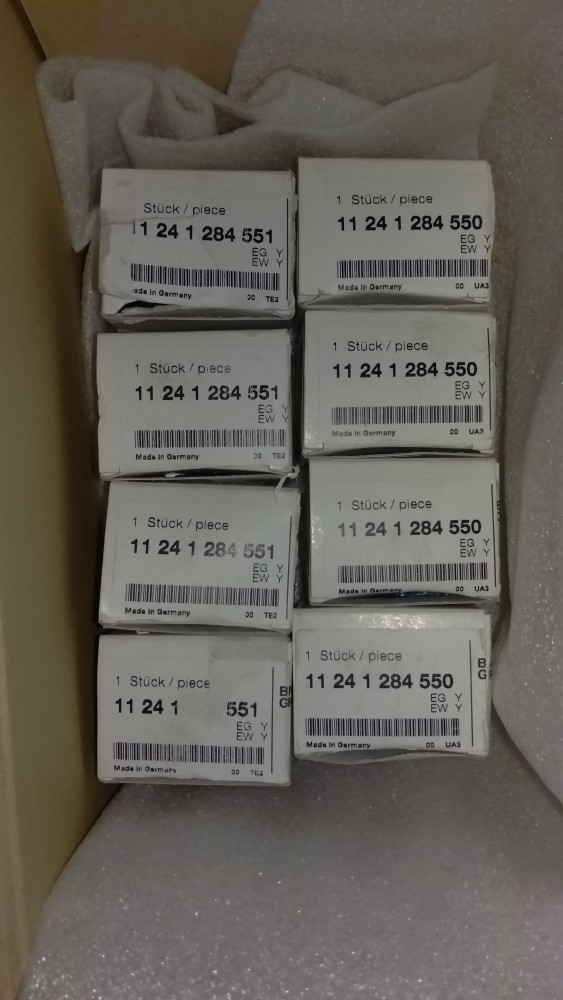 Stück / piece
1 24 1 284 551
EG Y
EW Y
ade in Germany 00 TE2
1 Stück / piece
11 24 1 284 550
EG Y
EW Y
Made in Germany 00 UA3
1 Stück / piece
11 24 1 284 551
EG Y
EW Y
Made in Germany 00 TE2
1 Stück / piece
11 24 1 284 550
EG Y
EW Y
Made in Germany 00 UA3
1 Stück / piece
11 24 1 284 551
EG Y
EW Y
Made in Germany 00 TE2
1 Stück / piece
11 24 1 284 550
EG Y
EW Y
Made in Germany 00 UA3
1 Stück / piece
11 24 1 551
EG Y
EW Y
Made in Germany 00 TE2
1 Stück / piece
11 24 1 284 550
EG Y
EW Y
Made in Germany 00 UA3